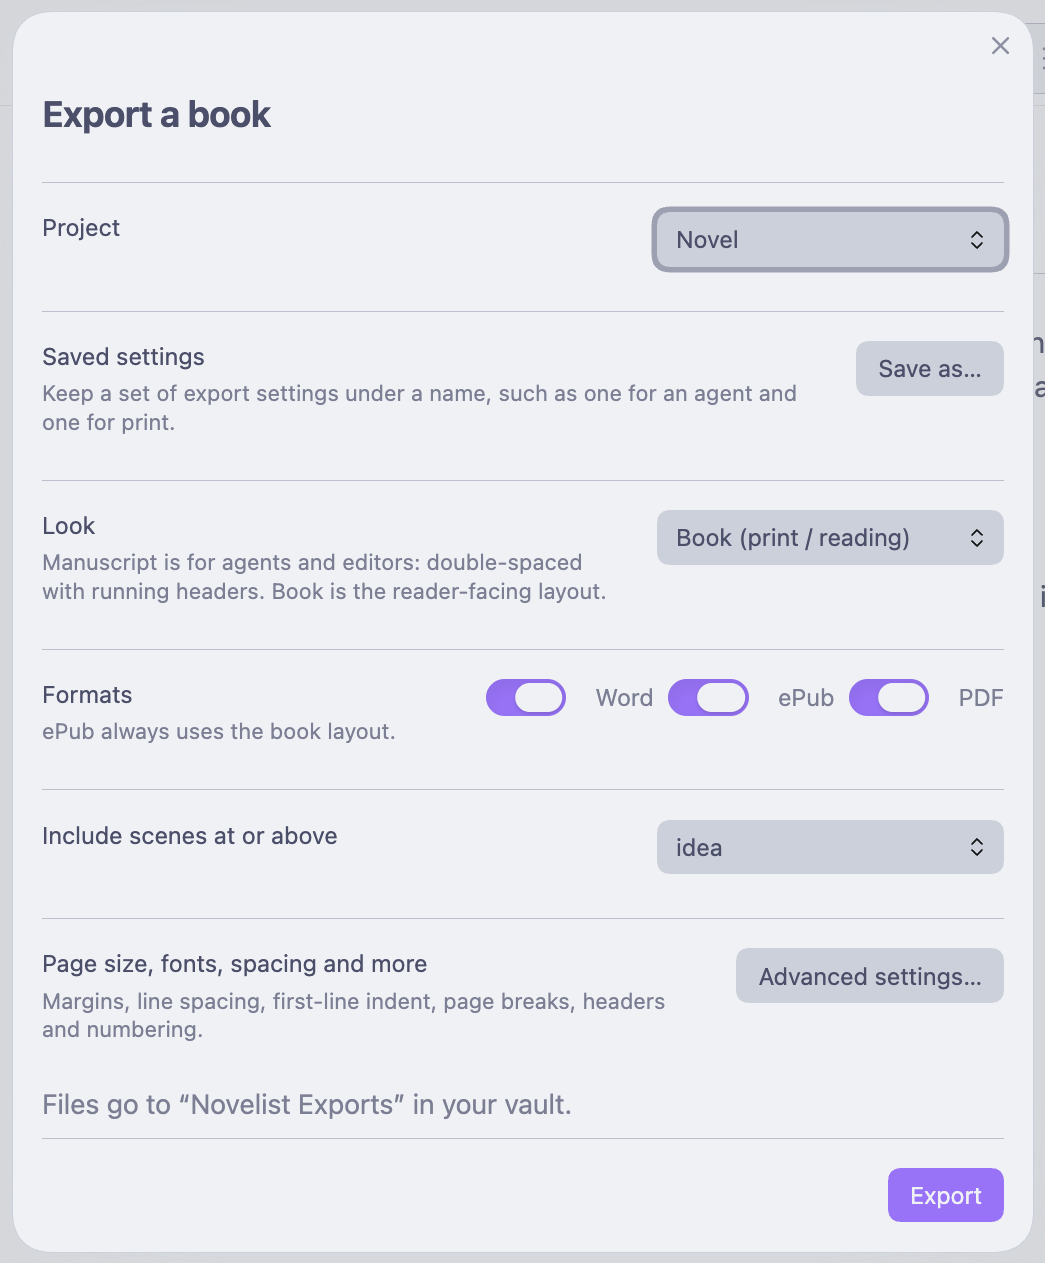 Export a book
Project
Novel
Saved settings
Keep a set of export settings under a name, such as one for an agent and
one for print.
Save as...
Look
Manuscript is for agents and editors: double-spaced
with running headers. Book is the reader-facing layout.
Book (print / reading)
Formats
ePub always uses the book layout.
Word
ePub
PDF
Include scenes at or above
idea
Page size, fonts, spacing and more
Margins, line spacing, first-line indent, page breaks, headers
and numbering.
Advanced settings...
Files go to “Novelist Exports” in your vault.
Export